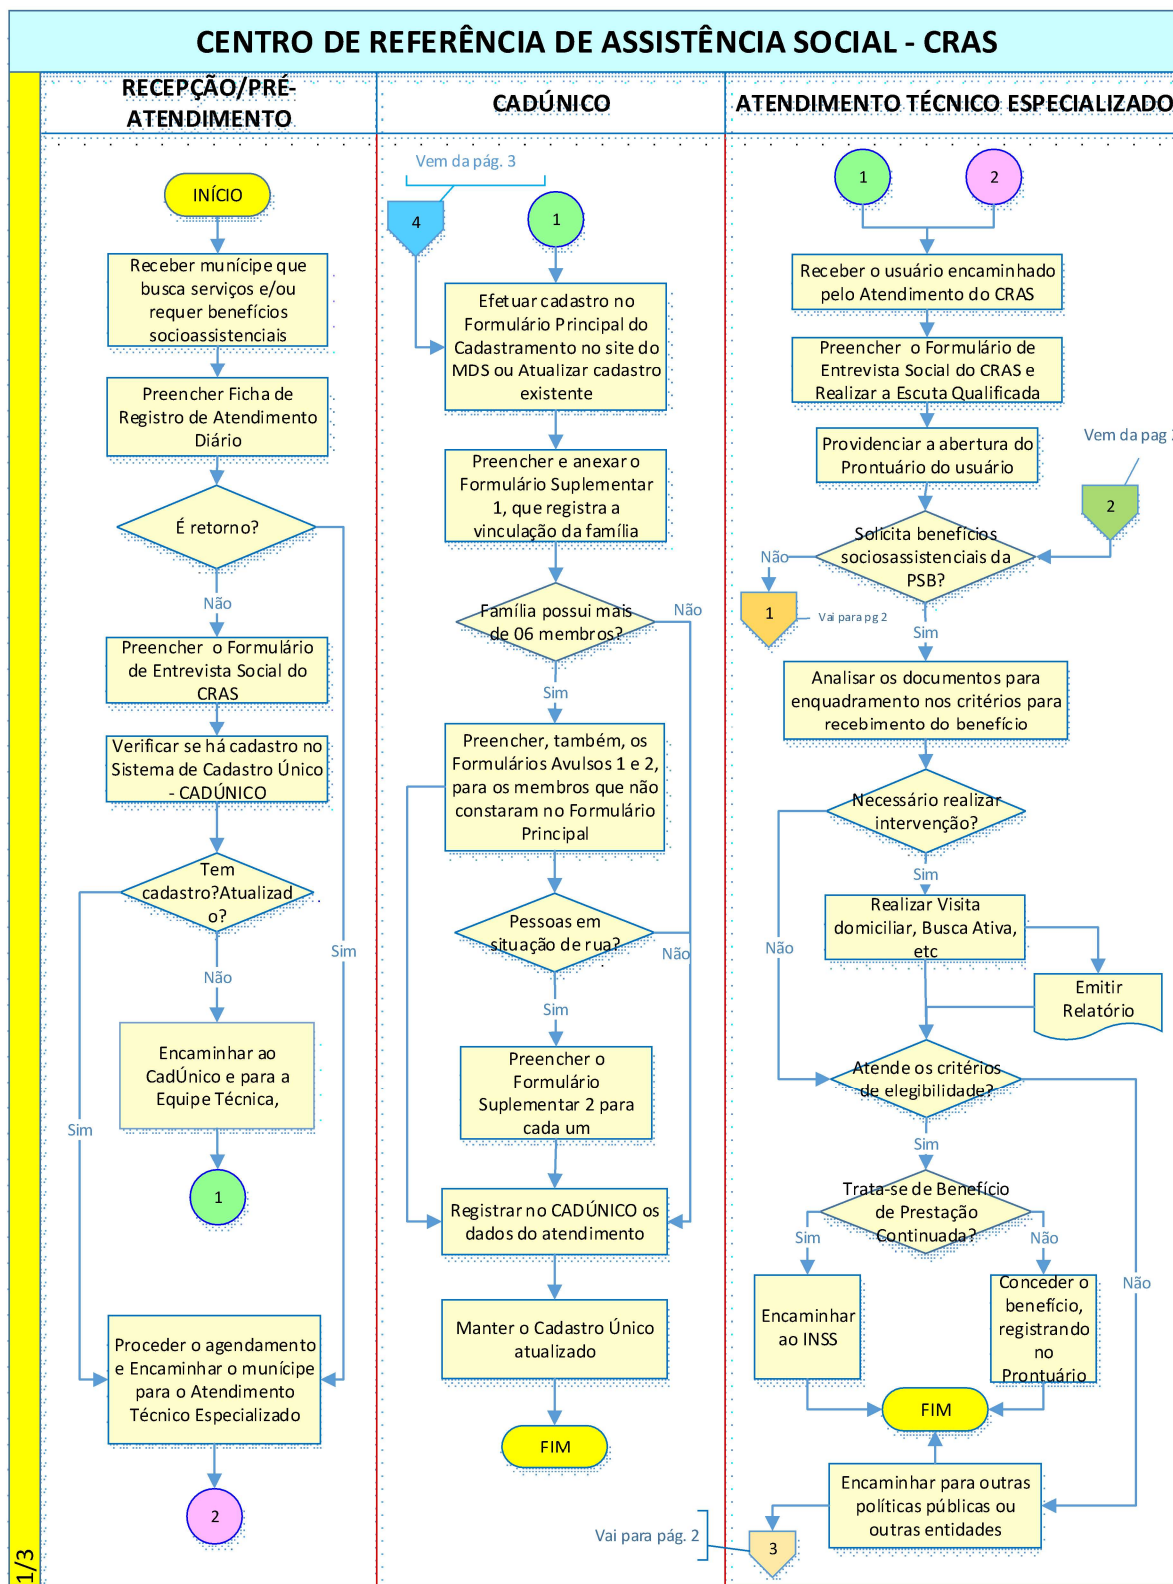 CENTRO DE REFERÊNCIA DE ASSISTÊNCIA SOCIAL - CRAS
RECEPÇÃO/PRÉ-
ATENDIMENTO
INÍCIO
Receber munícipe que
busca serviços e/ou
requer benefícios
socioassistenciais
Preencher Ficha de
Registro de Atendimento
Diário
É retorno?
Não
Preencher o Formulário
de Entrevista Social do
CRAS
Verificar se há cadastro no
Sistema de Cadastro Único
- CADÚNICO
Tem
cadastro?Atualizad
o?
Sim
Não
Encaminhar ao
CadÚnico e para a
Equipe Técnica,
Sim
1
Proceder o agendamento
e Encaminhar o munícipe
para o Atendimento
Técnico Especializado
2
1/3
CADÚNICO
Vem da pág. 3
4
1
Efetuar cadastro no
Formulário Principal do
Cadastramento no site do
MDS ou Atualizar cadastro
existente
Preencher e anexar o
Formulário Suplementar
1, que registra a
vinculação da família
Família possui mais
de 06 membros?
Não
Sim
Preencher, também, os
Formulários Avulsos 1 e 2,
para os membros que não
constaram no Formulário
Principal
Pessoas em
situação de rua?
Não
Sim
Preencher o
Formulário
Suplementar 2 para
cada um
Registrar no CADÚNICO os
dados do atendimento
Manter o Cadastro Único
atualizado
FIM
ATENDIMENTO TÉCNICO ESPECIALIZADO
1
2
Receber o usuário encaminhado
pelo Atendimento do CRAS
Preencher o Formulário de
Entrevista Social do CRAS e
Realizar a Escuta Qualificada
Providenciar a abertura do
Prontuário do usuário
Vem da pag 2
2
Solicita benefícios
sociosassistenciais da
PSB?
Não
1
Vai para pg 2
Sim
Analisar os documentos para
enquadramento nos critérios para
recebimento do benefício
Necessário realizar
intervenção?
Sim
Realizar Visita
domiciliar, Busca Ativa,
etc
Não
Emitir
Relatório
Atende os critérios
de elegibilidade?
Sim
Trata-se de Benefício
de Prestação
Continuada?
Sim
Não
Não
Encaminhar
ao INSS
Conceder o
benefício,
registrando
no
Prontuário
FIM
Encaminhar para outras
políticas públicas ou
outras entidades
Vai para pág. 2
3